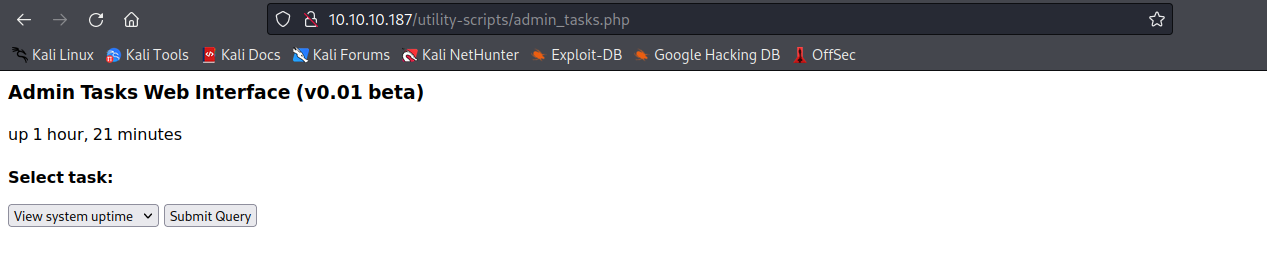 10.10.10.187/utility-scripts/admin_tasks.php
Kali Linux Kali Tools Kali Docs Kali Forums Kali NetHunter Exploit-DB Google Hacking DB OffSec
Admin Tasks Web Interface (v0.01 beta)
up 1 hour, 21 minutes
Select task:
View system uptime Submit Query